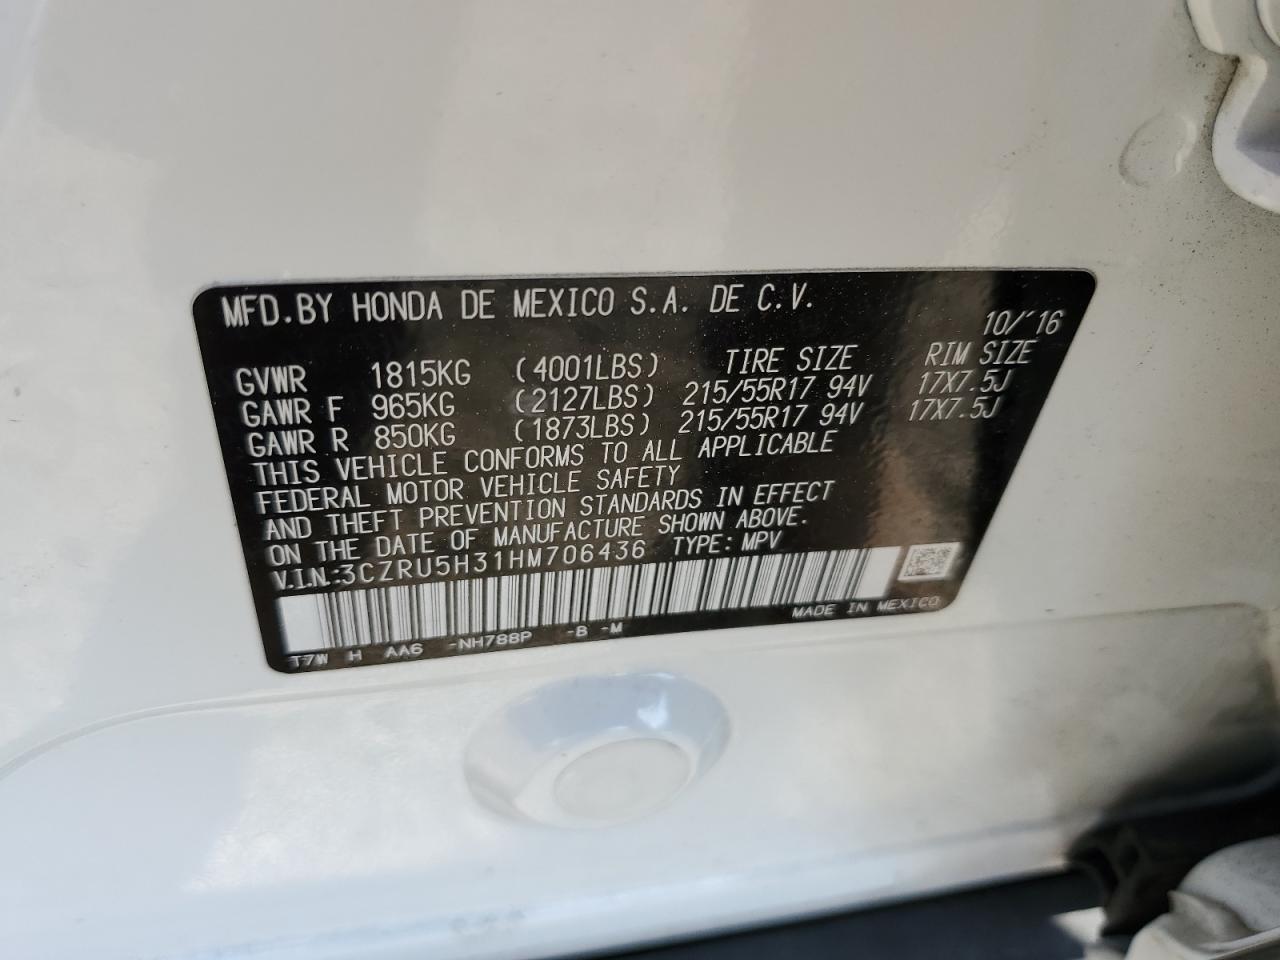 MFD. BY HONDA DE MEXICO S.A. DE C.V.
10/'16
GVWR 1815KG (4001LBS) TIRE SIZE RIM SIZE
GAWR F 965KG (2127LBS) 215/55R17 94V 17X7.5J
GAWR R 850KG (1873LBS) 215/55R17 94V 17X7.5J
THIS VEHICLE CONFORMS TO ALL APPLICABLE
FEDERAL MOTOR VEHICLE SAFETY
AND THEFT PREVENTION STANDARDS IN EFFECT
ON THE DATE OF MANUFACTURE SHOWN ABOVE.
V.I.N.:3CZRU5H31HM706436 TYPE: MPV
MADE IN MEXICO
T7W H AA6 -NH788P -B -M